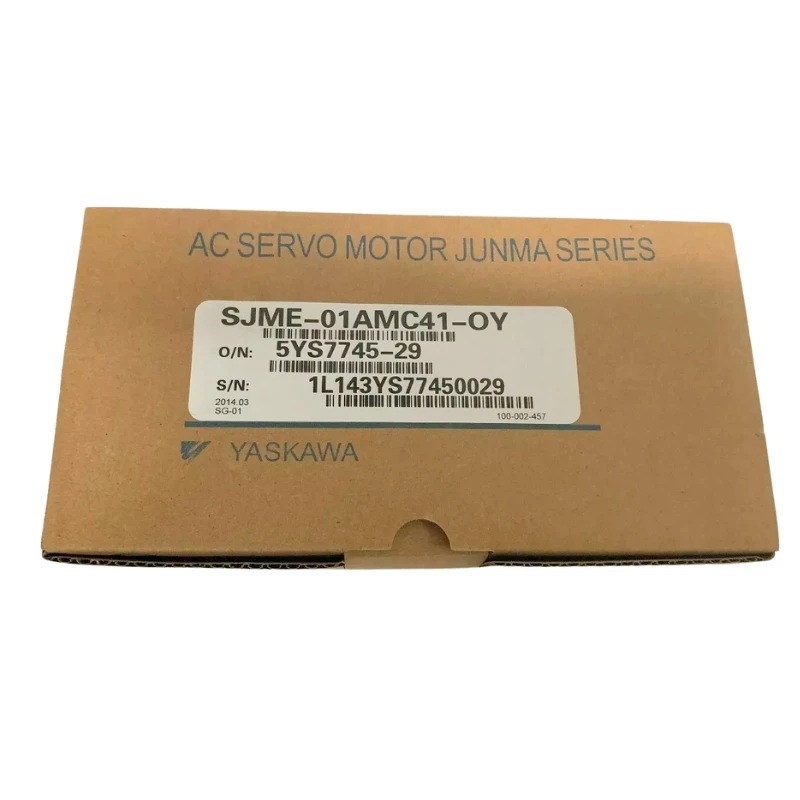 AC SERVO MOTOR JUNMA SERIES
SJME-01AMC41-OY
O/N: 5YS7745-29
S/N: 1L143YS77450029
2014.03
SG-01 100-002-457
YASKAWA